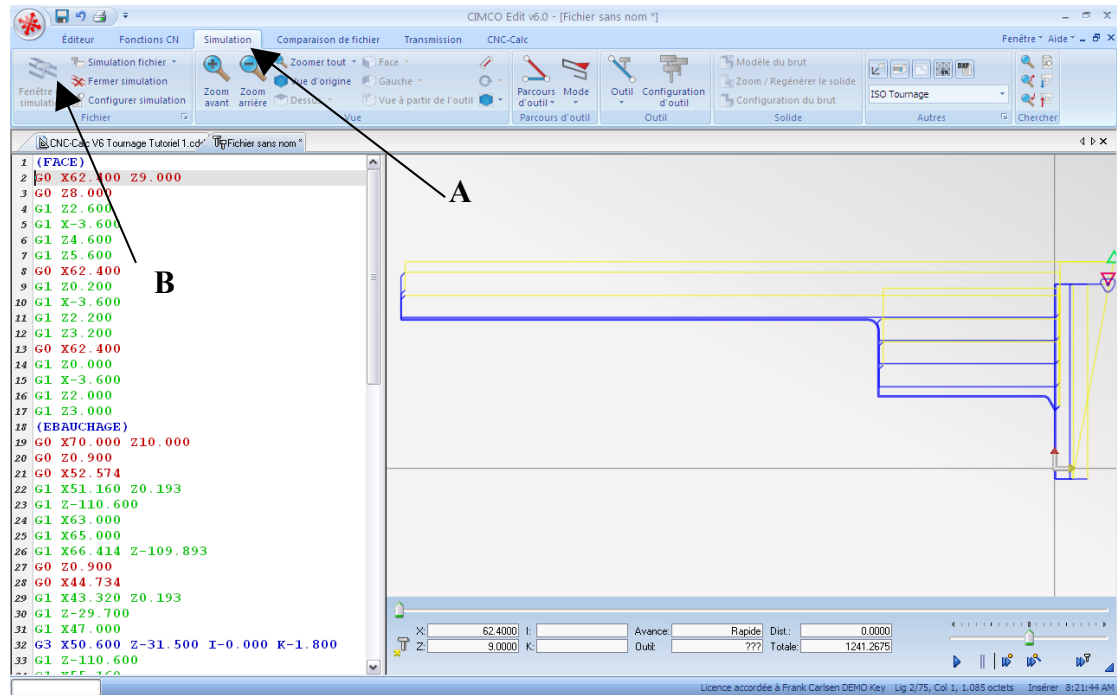 CIMCO Edit v6.0 - [Fichier sans nom *]
Éditeur Fonctions CN Simulation Comparaison de fichier Transmission CNC-Calc Fenêtre Aide
Simulation fichier Zoomer tout Face Modèle du brut
Fermer simulation Vue d'origine Gauche Zoom / Regénérer le solide
Configurer simulation Dessus Vue à partir de l'outil Configuration du brut
Zoom avant Zoom arrière Parcours d'outil Mode Outil Configuration d'outil ISO Tournage
Fichier Vue Parcours d'outil Outil Solide Autres Chercher
Fichier sans nom *
A
B
1 (FACE)
2 G0 X62.400 Z9.000
3 G0 Z8.000
4 G1 Z2.600
5 G1 X-3.600
6 G1 Z4.600
7 G1 Z5.600
8 G0 X62.400
9 G1 Z0.200
10 G1 X-3.600
11 G1 Z2.200
12 G1 Z3.200
13 G0 X62.400
14 G1 Z0.000
15 G1 X-3.600
16 G1 Z2.000
17 G1 Z3.000
18 (EBAUCHAGE)
19 G0 X70.000 Z10.000
20 G0 Z0.900
21 G0 X52.574
22 G1 X51.160 Z0.193
23 G1 Z-110.600
24 G1 X63.000
25 G1 X65.000
26 G1 X66.414 Z-109.893
27 G0 Z0.900
28 G0 X44.734
29 G1 X43.320 Z0.193
30 G1 Z-29.700
31 G1 X47.000
32 G3 X50.600 Z-31.500 I-0.000 K-1.800
33 G1 Z-110.600
X: 62.4000 I: Avance: Rapide Dist.: 0.0000
Z: 9.0000 K: Outil: ??? Totale: 1241.2675
Licence accordée à Frank Carlsen DEMO Key Lig 2/75, Col 1, 1.085 octets Insérer 8:21:44 AM